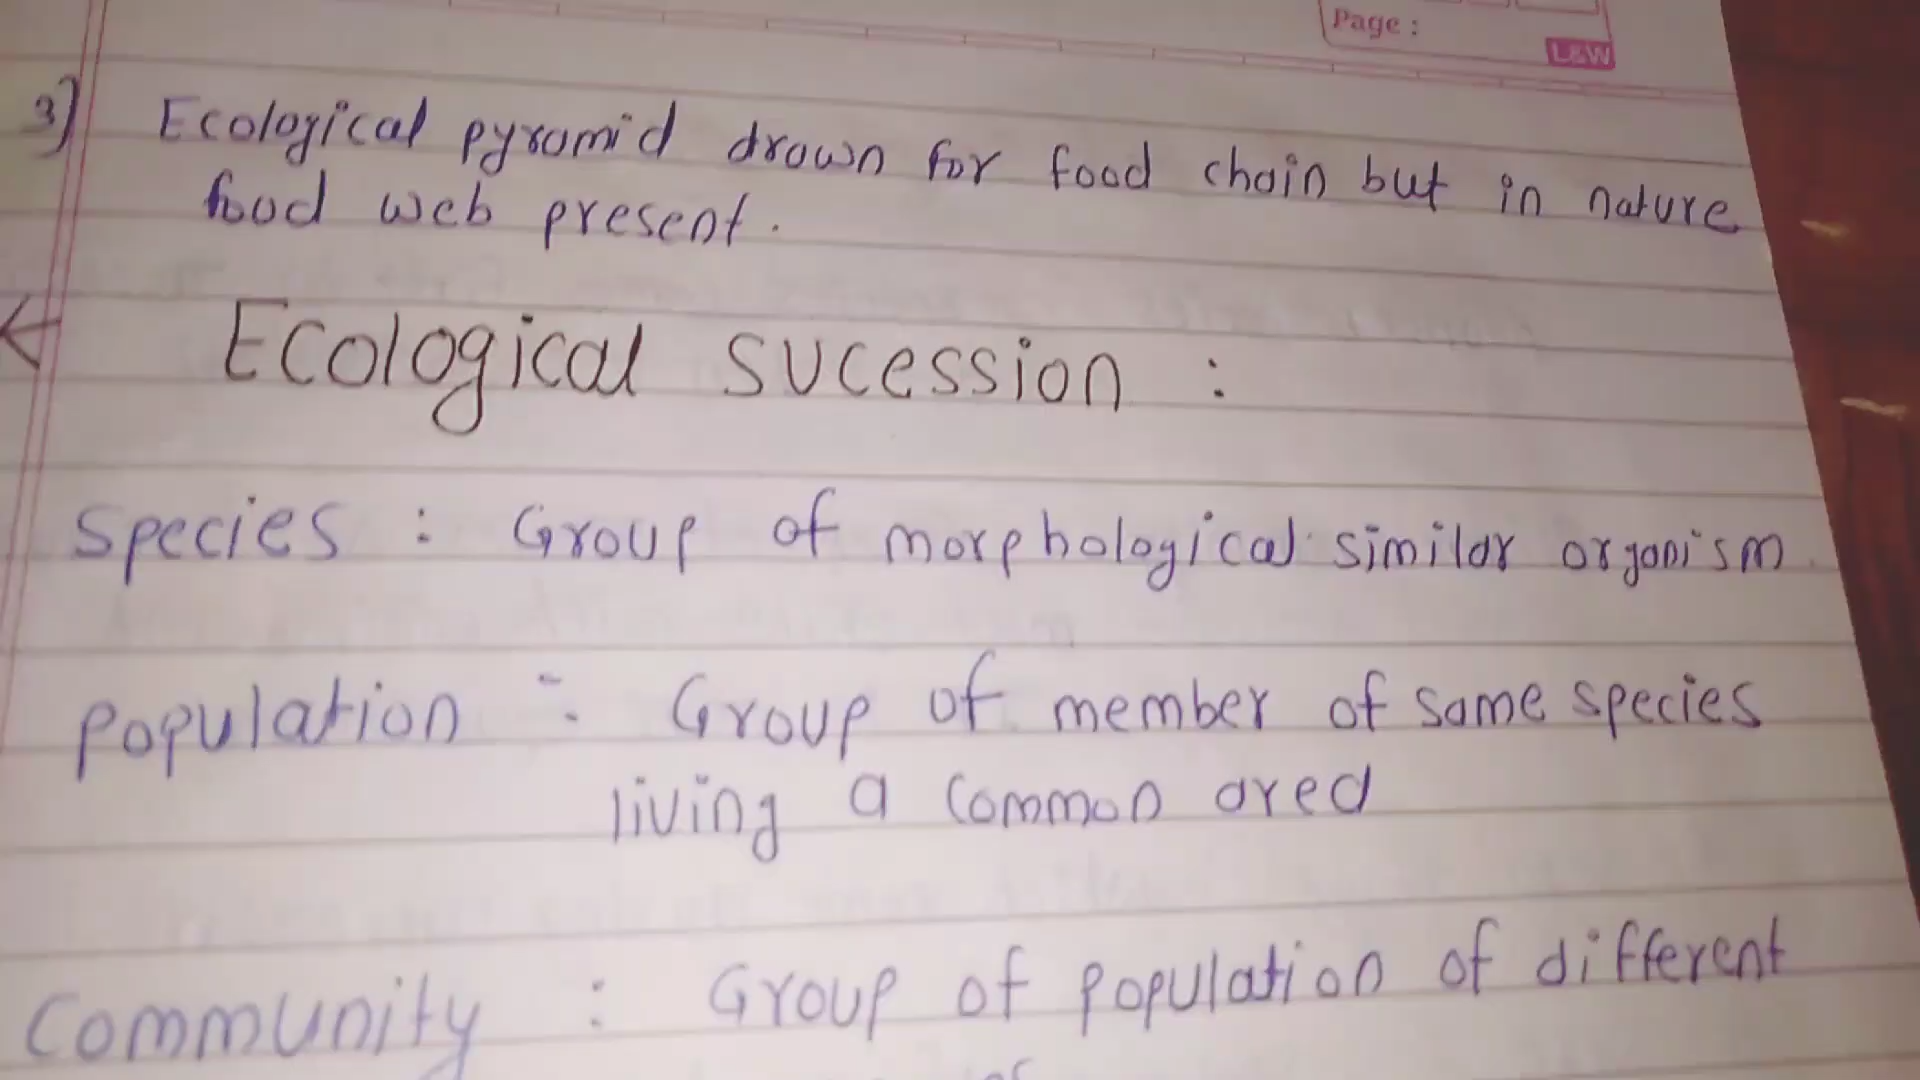 Page :
L&W
3) Ecological pyramid drawn for food chain but in nature
food web present.
Ecological sucession :
species : Group of morphological similar organism
population : Group of member of same species
living a common area
Community : Group of population of different